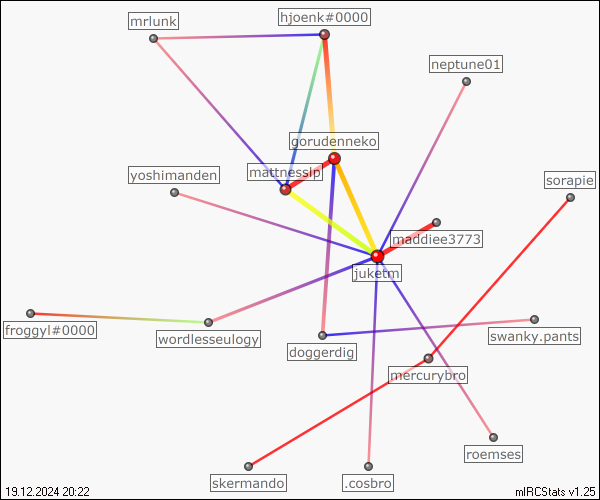 mrlunk
hjoenk#0000
neptune01
gorudenneko
mattnesslp
yoshimanden
sorapie
maddiee3773
juketm
froggyl#0000
wordlesseulogy
doggerdig
swanky.pants
mercurybro
roemses
skermando
.cosbro
19.12.2024 20:22
mIRCStats v1.25